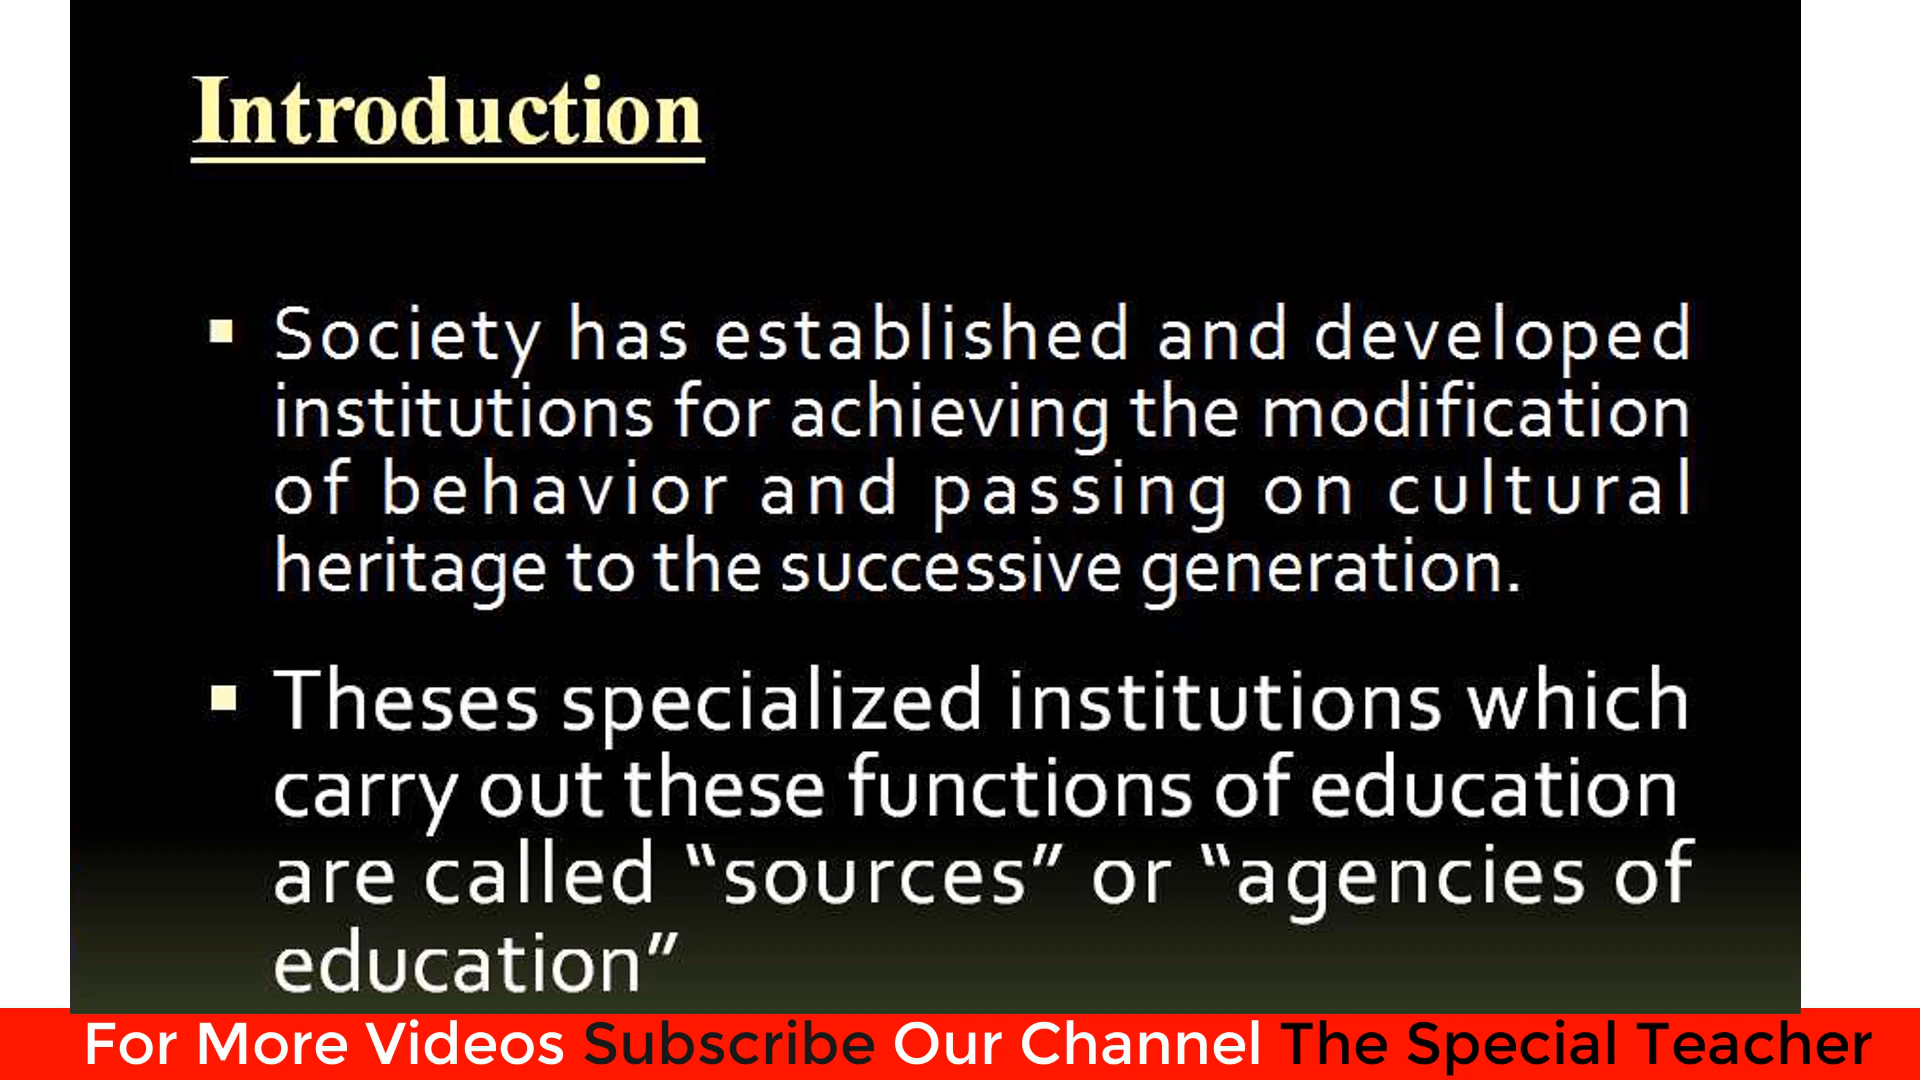 Introduction
Society has established and developed
institutions for achieving the modification
of behavior and passing on cultural
heritage to the successive generation.
Theses specialized institutions which
carry out these functions of education
are called “sources” or “agencies of
education”
For More Videos Subscribe Our Channel The Special Teacher